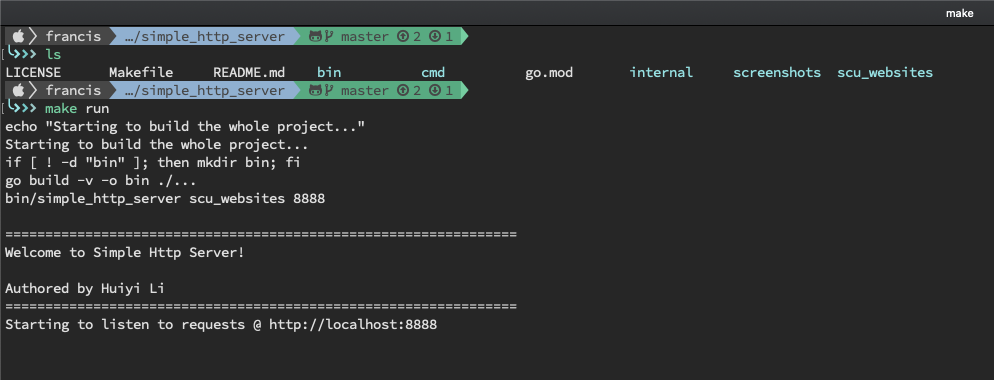 make
francis …/simple_http_server master 2 1
ls
LICENSE Makefile README.md bin cmd go.mod internal screenshots scu_websites
francis …/simple_http_server master 2 1
make run
echo "Starting to build the whole project..."
Starting to build the whole project...
if [ ! -d "bin" ]; then mkdir bin; fi
go build -v -o bin ./...
bin/simple_http_server scu_websites 8888
================================================================
Welcome to Simple Http Server!
Authored by Huiyi Li
================================================================
Starting to listen to requests @ http://localhost:8888